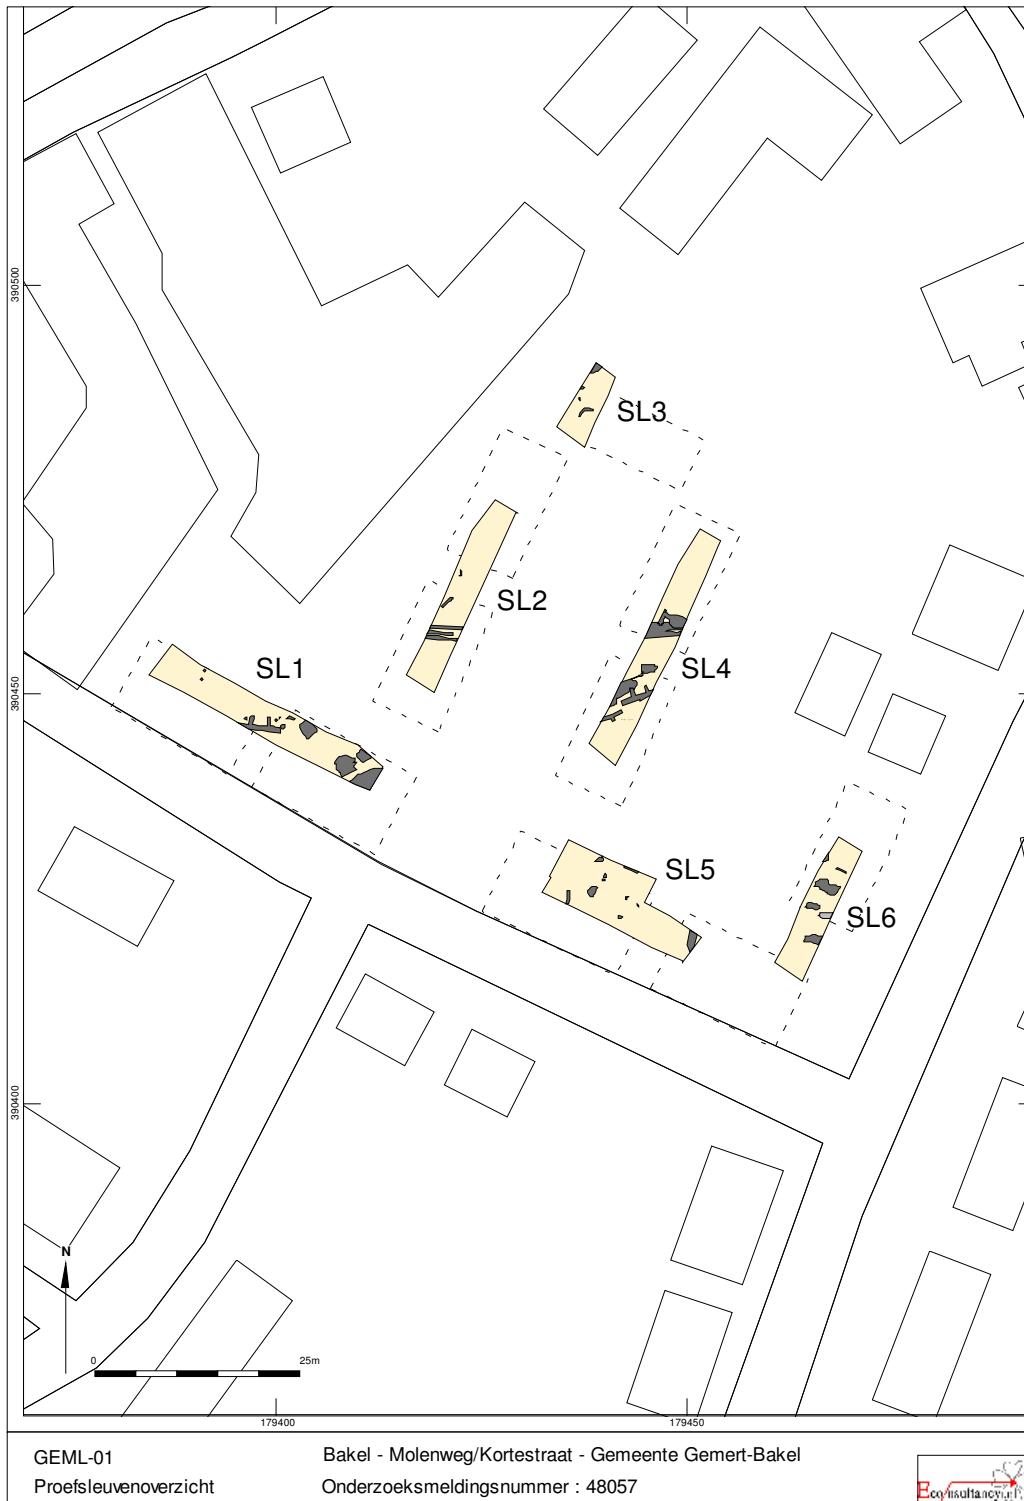 390500
SL3
SL2
SL1
SL4
390450
SL5
SL6
390400
N
0 25m
179400 179450
GEML-01 Bakel - Molenweg/Kortestraat - Gemeente Gemert-Bakel
Proefsleuvenoverzicht Onderzoeksmeldingsnummer : 48057